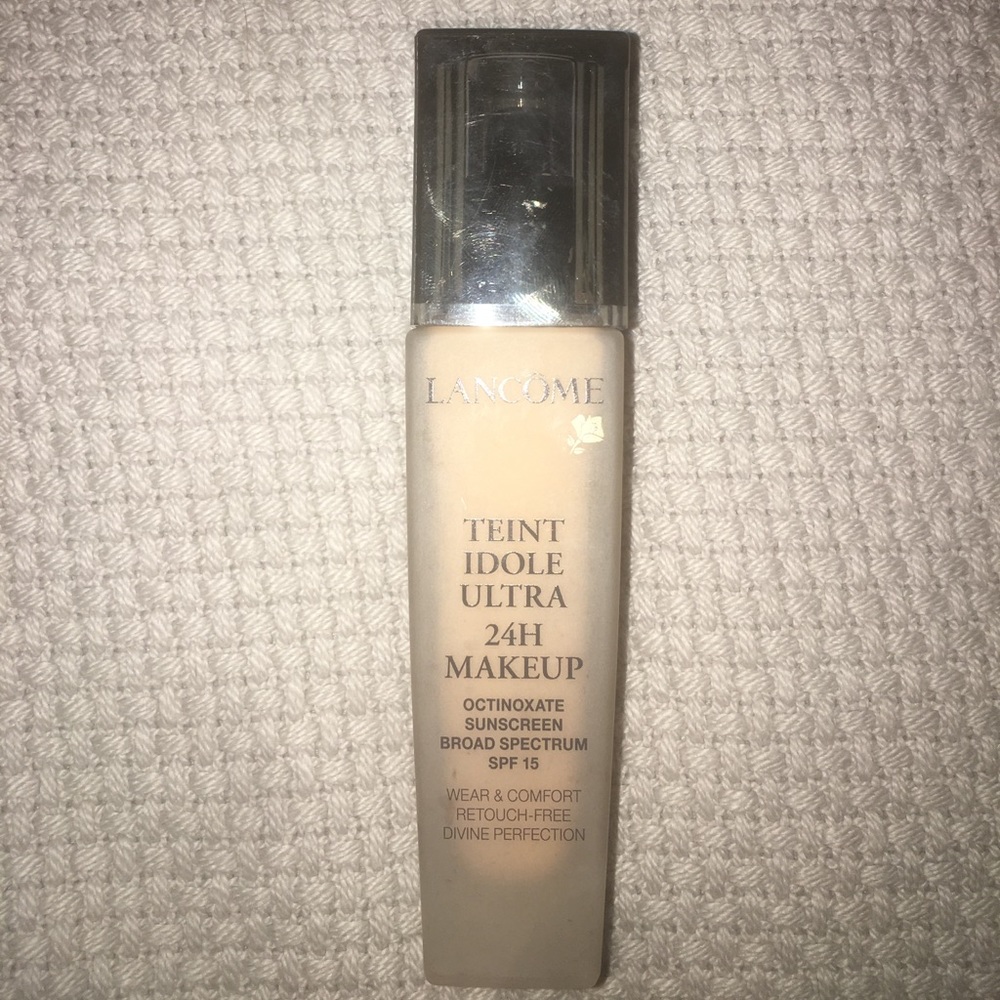 LANCÔME
TEINT
IDOLE
ULTRA
24H
MAKEUP
OCTINOXATE
SUNSCREEN
BROAD SPECTRUM
SPF 15
WEAR & COMFORT
RETOUCH-FREE
DIVINE PERFECTION